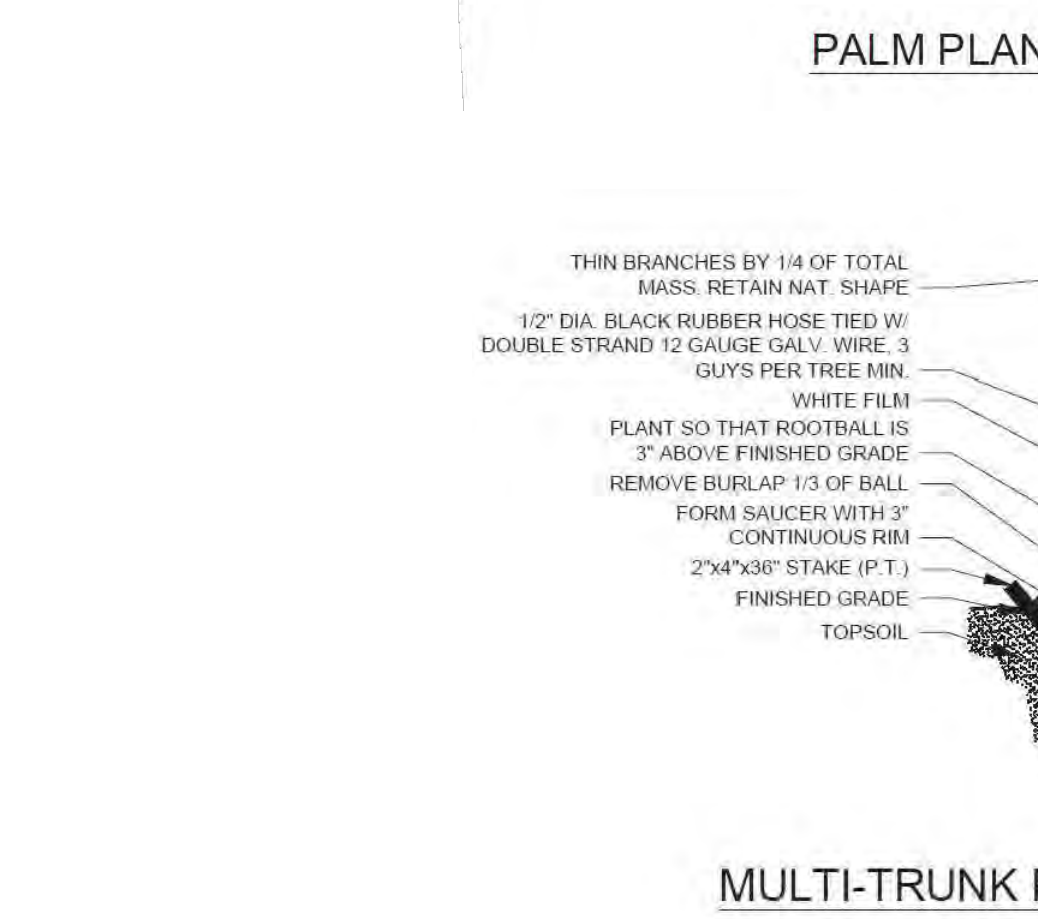 PALM PLAN
THIN BRANCHES BY 1/4 OF TOTAL
MASS. RETAIN NAT. SHAPE
1/2" DIA. BLACK RUBBER HOSE TIED W/
DOUBLE STRAND 12 GAUGE GALV. WIRE, 3
GUYS PER TREE MIN.
WHITE FILM
PLANT SO THAT ROOTBALL IS
3" ABOVE FINISHED GRADE
REMOVE BURLAP 1/3 OF BALL
FORM SAUCER WITH 3"
CONTINUOUS RIM
2"x4"x36" STAKE (P.T.)
FINISHED GRADE
TOPSOIL
MULTI-TRUNK